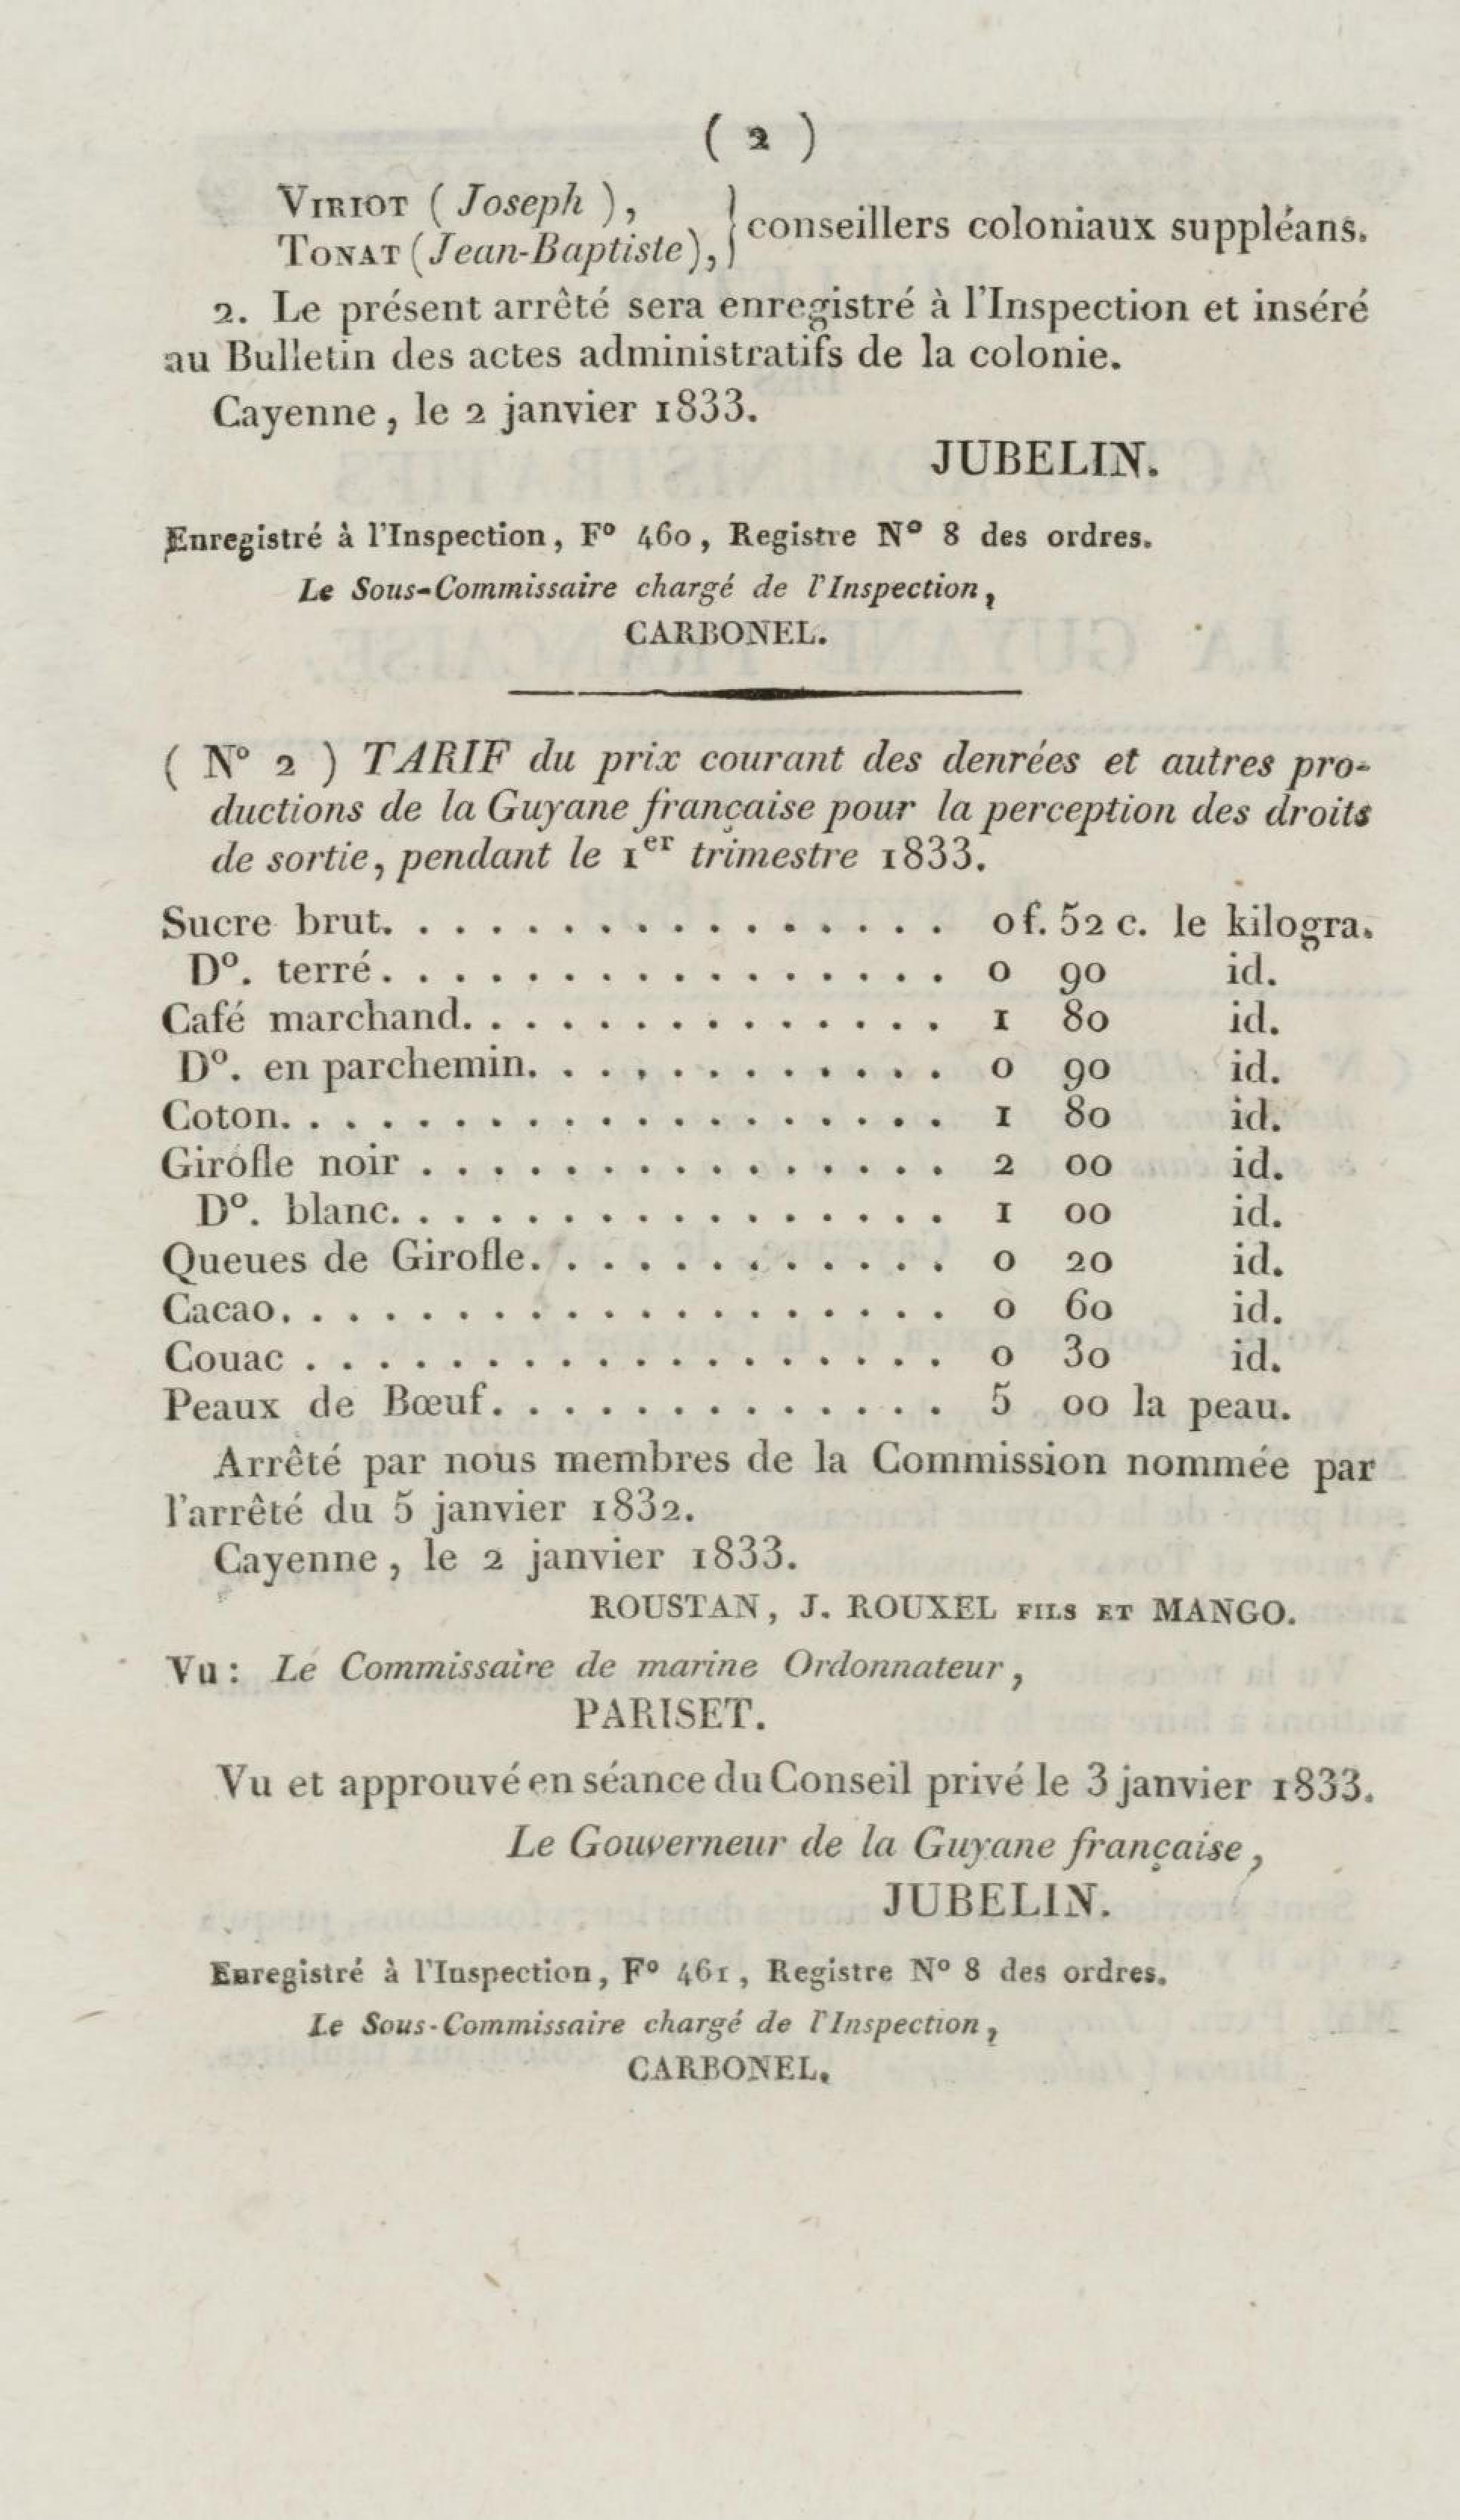 ( 2 )
VIRIOT ( Joseph ),
TONAT (Jean-Baptiste), } conseillers coloniaux suppléans.
2. Le présent arrêté sera enregistré à l'Inspection et inséré
au Bulletin des actes administratifs de la colonie.
Cayenne, le 2 janvier 1833.
JUBELIN.
Enregistré à l'Inspection, Fº 460, Registre Nº 8 des ordres.
Le Sous-Commissaire chargé de l'Inspection,
CARBONEL.
( Nº 2 ) TARIF du prix courant des denrées et autres pro-
ductions de la Guyane française pour la perception des droits
de sortie, pendant le 1er trimestre 1833.
Sucre brut. . . . . . . . . . . . . . . . 0 f. 52 c. le kilogra.
Dº. terré. . . . . . . . . . . . . . . . 0 90 id.
Café marchand. . . . . . . . . . . . . . 1 80 id.
Dº. en parchemin. . . . . . . . . . . . 0 90 id.
Coton. . . . . . . . . . . . . . . . . . . 1 80 id.
Girofle noir . . . . . . . . . . . . . . . 2 00 id.
Dº. blanc. . . . . . . . . . . . . . . . 1 00 id.
Queues de Girofle. . . . . . . . . . . . 0 20 id.
Cacao. . . . . . . . . . . . . . . . . . . 0 60 id.
Couac . . . . . . . . . . . . . . . . . . 0 30 id.
Peaux de Bœuf. . . . . . . . . . . . . 5 00 la peau.
Arrêté par nous membres de la Commission nommée par
l'arrêté du 5 janvier 1832.
Cayenne, le 2 janvier 1833.
ROUSTAN, J. ROUXEL FILS ET MANGO.
Vu : Le Commissaire de marine Ordonnateur,
PARISET.
Vu et approuvé en séance du Conseil privé le 3 janvier 1833.
Le Gouverneur de la Guyane française,
JUBELIN.
Enregistré à l'Inspection, Fº 461, Registre Nº 8 des ordres.
Le Sous-Commissaire chargé de l'Inspection,
CARBONEL.